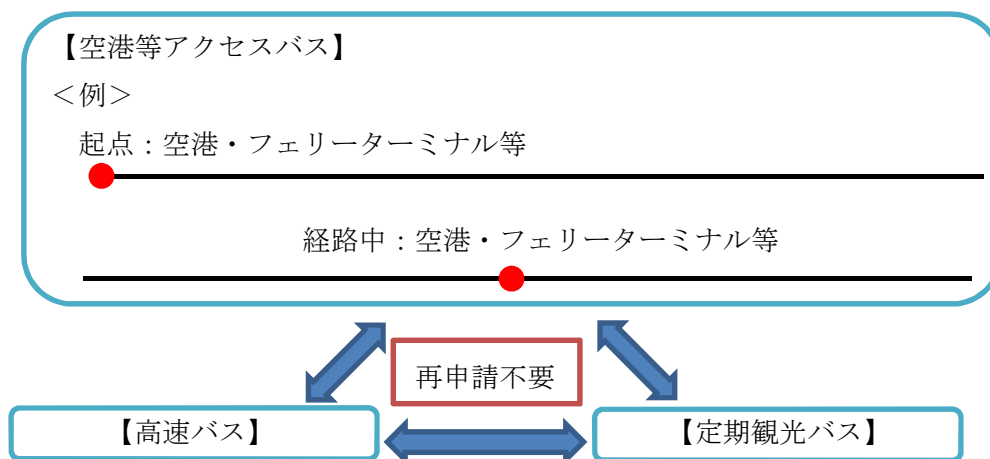 【空港等アクセスバス】
＜例＞
起点：空港・フェリーターミナル等
経路中：空港・フェリーターミナル等
再申請不要
【高速バス】
【定期観光バス】